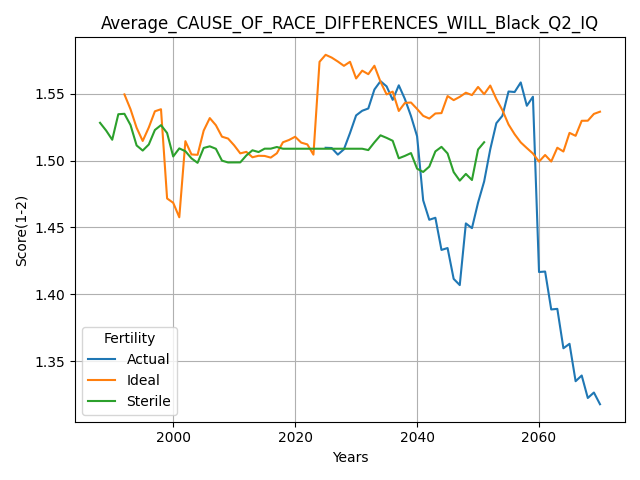 Average_CAUSE_OF_RACE_DIFFERENCES_WILL_Black_Q2_IQ
Score(1-2)
1.55
1.50
1.45
1.40
1.35
Fertility
Actual
Ideal
Sterile
2000
2020
2040
2060
Years